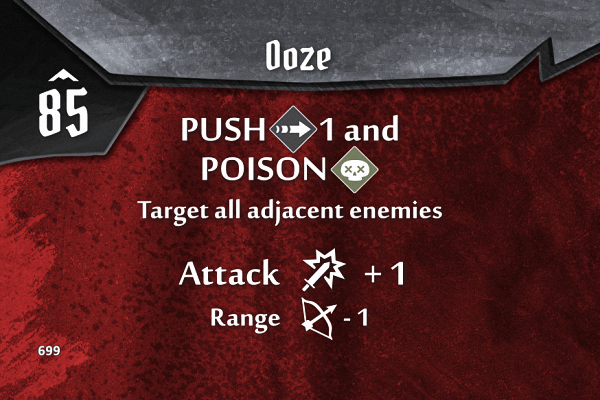 Ooze
85
PUSH 1 and
POISON
Target all adjacent enemies
Attack + 1
Range - 1
699